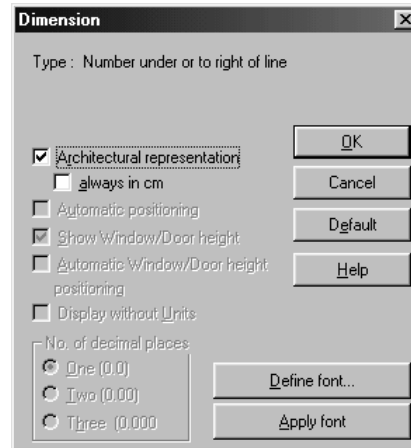 Dimension
Type : Number under or to right of line
Architectural representation
always in cm
Automatic positioning
Show Window/Door height
Automatic Window/Door height
positioning
Display without Units
No. of decimal places
One (0.0)
Two (0.00)
Three (0.000
OK
Cancel
Default
Help
Define font...
Apply font